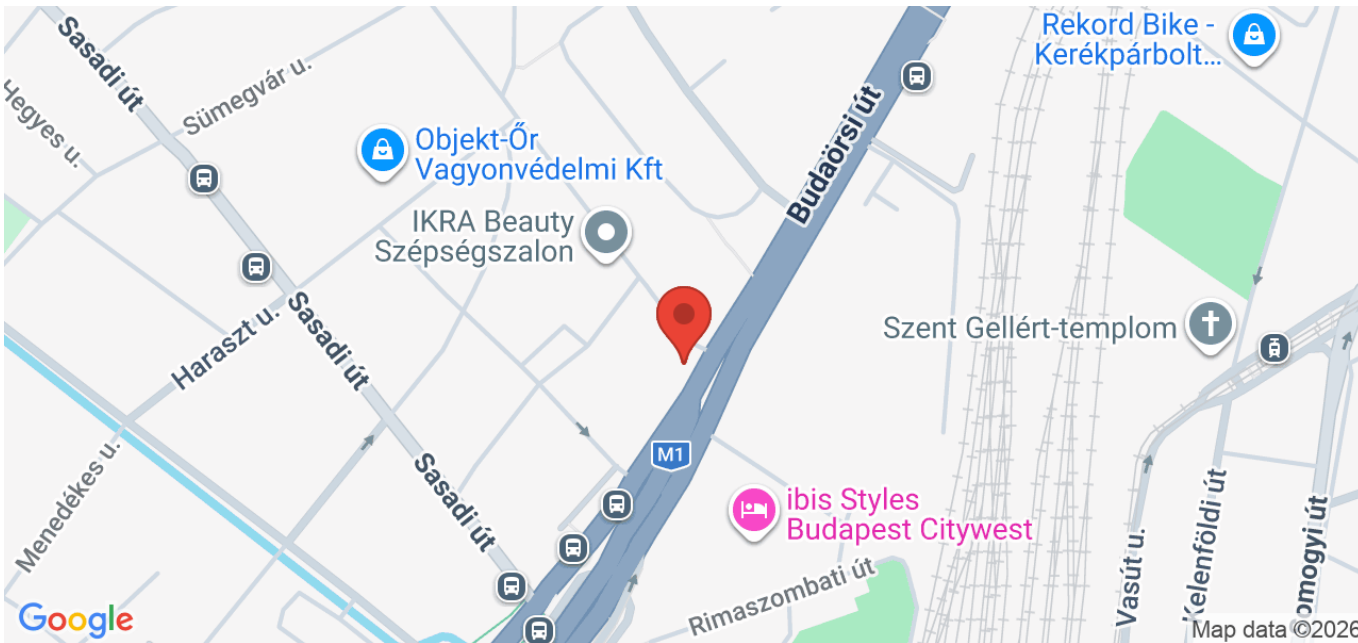 Sasadi út
Sümegvár u.
Hegyes u.
Objekt-Őr
Vagyonvédelmi Kft
IKRA Beauty
Szépségszalon
Budaörsi út
Rekord Bike -
Kerékpárbolt...
Haraszt u.
Sasadi út
Szent Gellért-templom
Menedékes u.
Sasadi út
M1
ibis Styles
Budapest Citywest
Rimaszombati út
Vasút u.
Kelenföldi út
omogyi út
Google
Map data ©2026